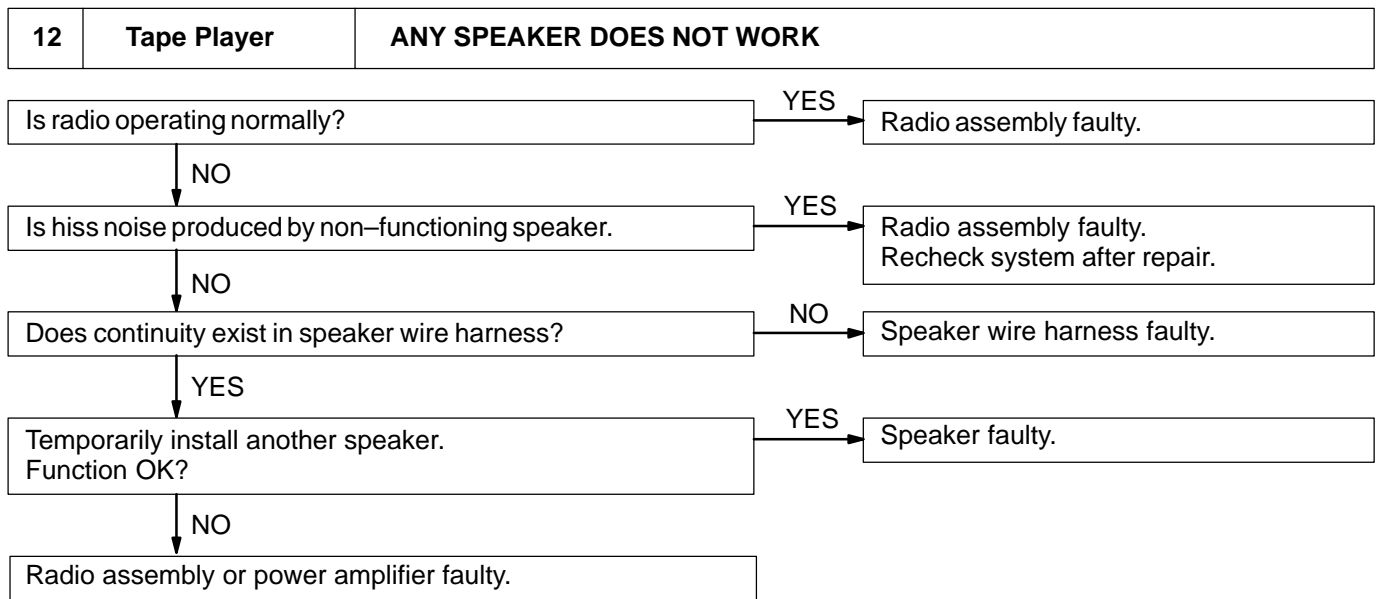 12 Tape Player ANY SPEAKER DOES NOT WORK
Is radio operating normally?
YES
Radio assembly faulty.
NO
Is hiss noise produced by non–functioning speaker.
YES
Radio assembly faulty.
Recheck system after repair.
NO
Does continuity exist in speaker wire harness?
NO
Speaker wire harness faulty.
YES
Temporarily install another speaker.
Function OK?
YES
Speaker faulty.
NO
Radio assembly or power amplifier faulty.